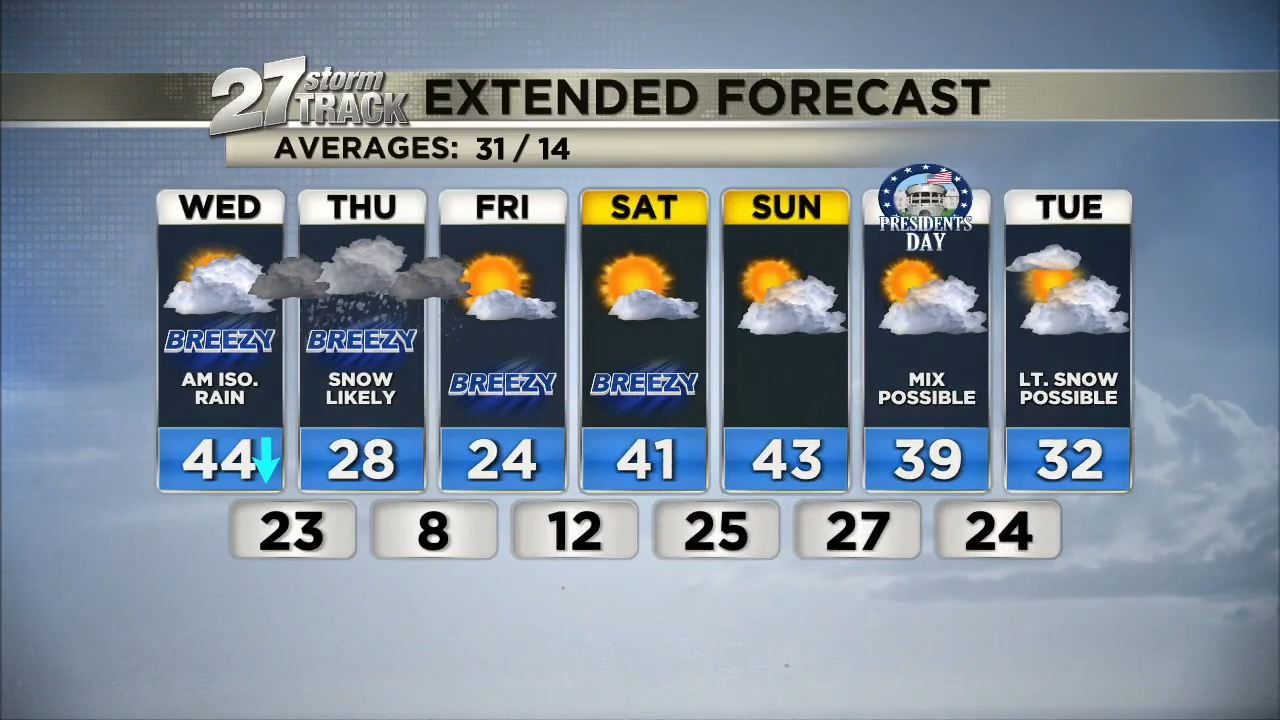 27 storm TRACK EXTENDED FORECAST
AVERAGES: 31 / 14
WED THU FRI SAT SUN PRESIDENTS DAY TUE
BREEZY BREEZY BREEZY BREEZY
AM ISO. RAIN
SNOW LIKELY
MIX POSSIBLE
LT. SNOW POSSIBLE
44 28 24 41 43 39 32
23 8 12 25 27 24